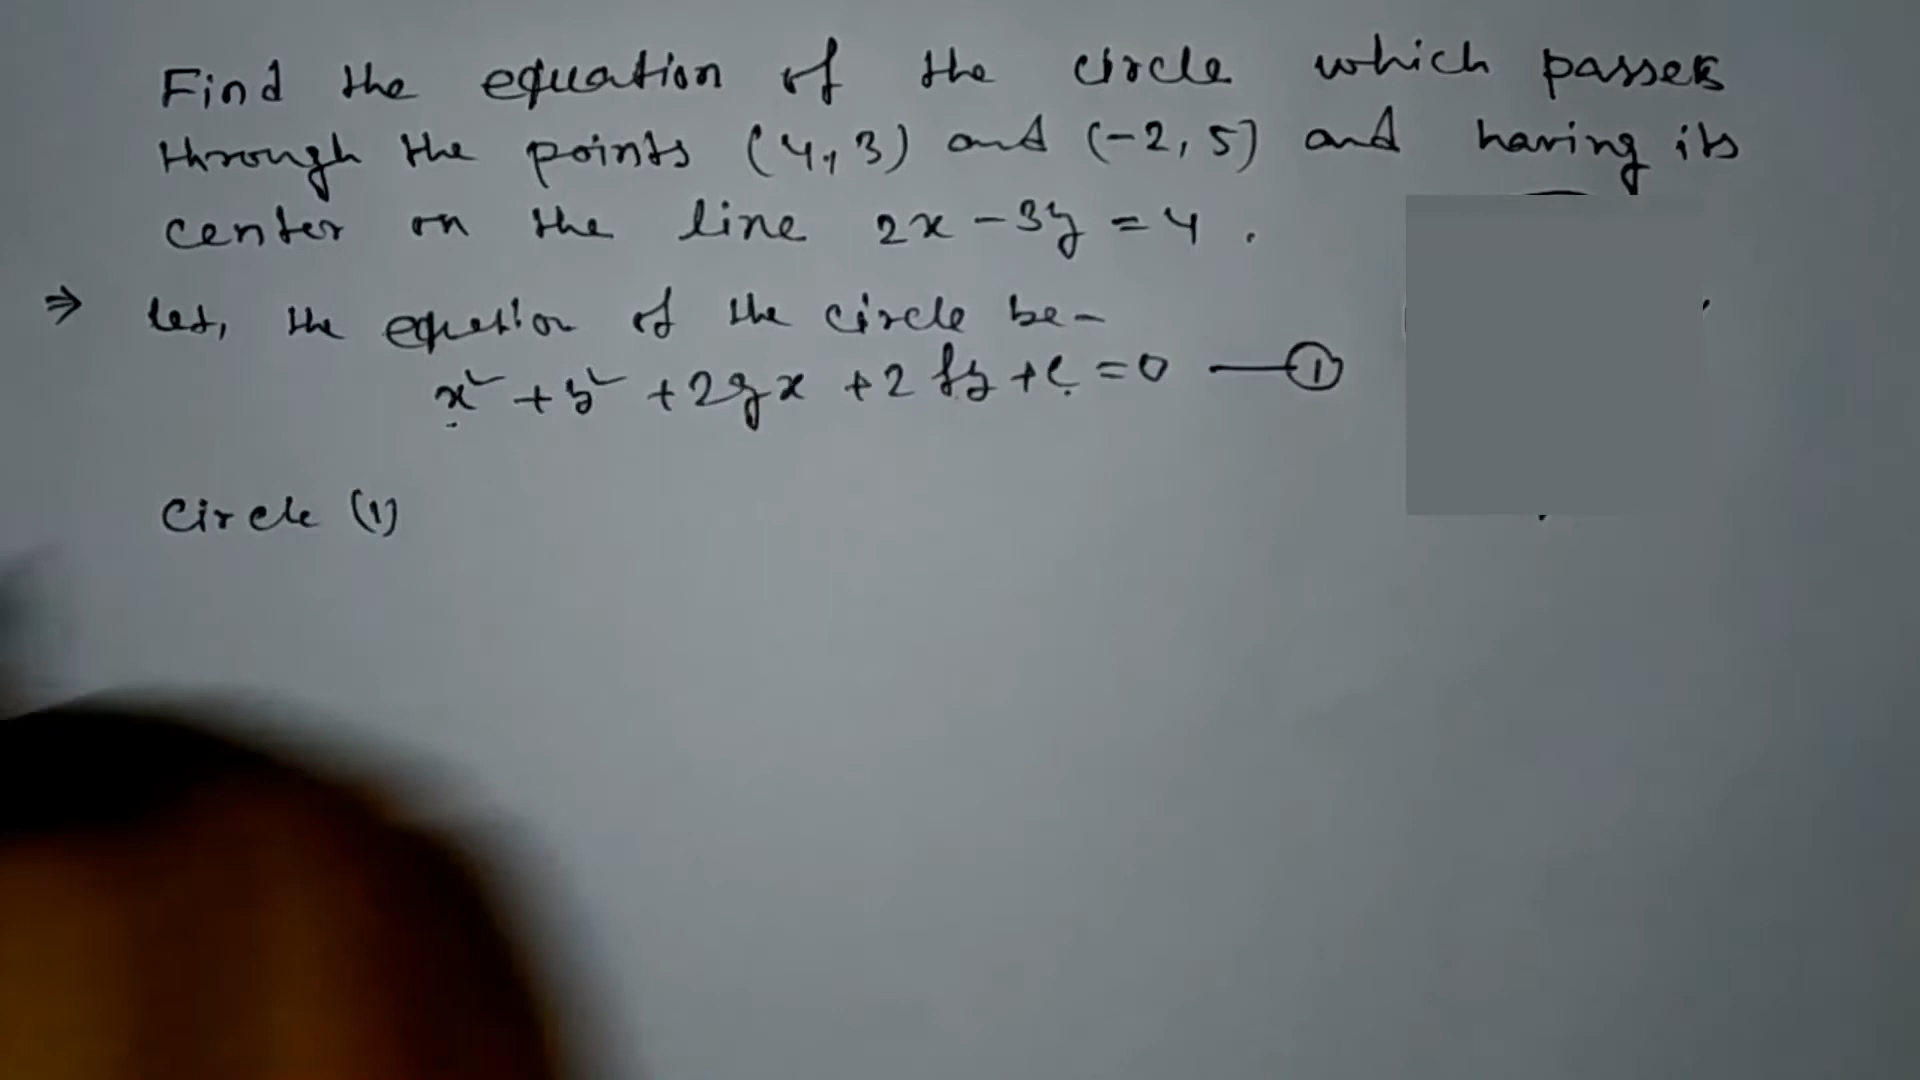 Find the equation of the circle which passes
through the points (4, 3) and (-2, 5) and having its
center on the line 2x - 3y = 4 .
⇒ let, the equation of the circle be-
x² + y² + 2gx + 2fy + c = 0 — ①
Circle (1)